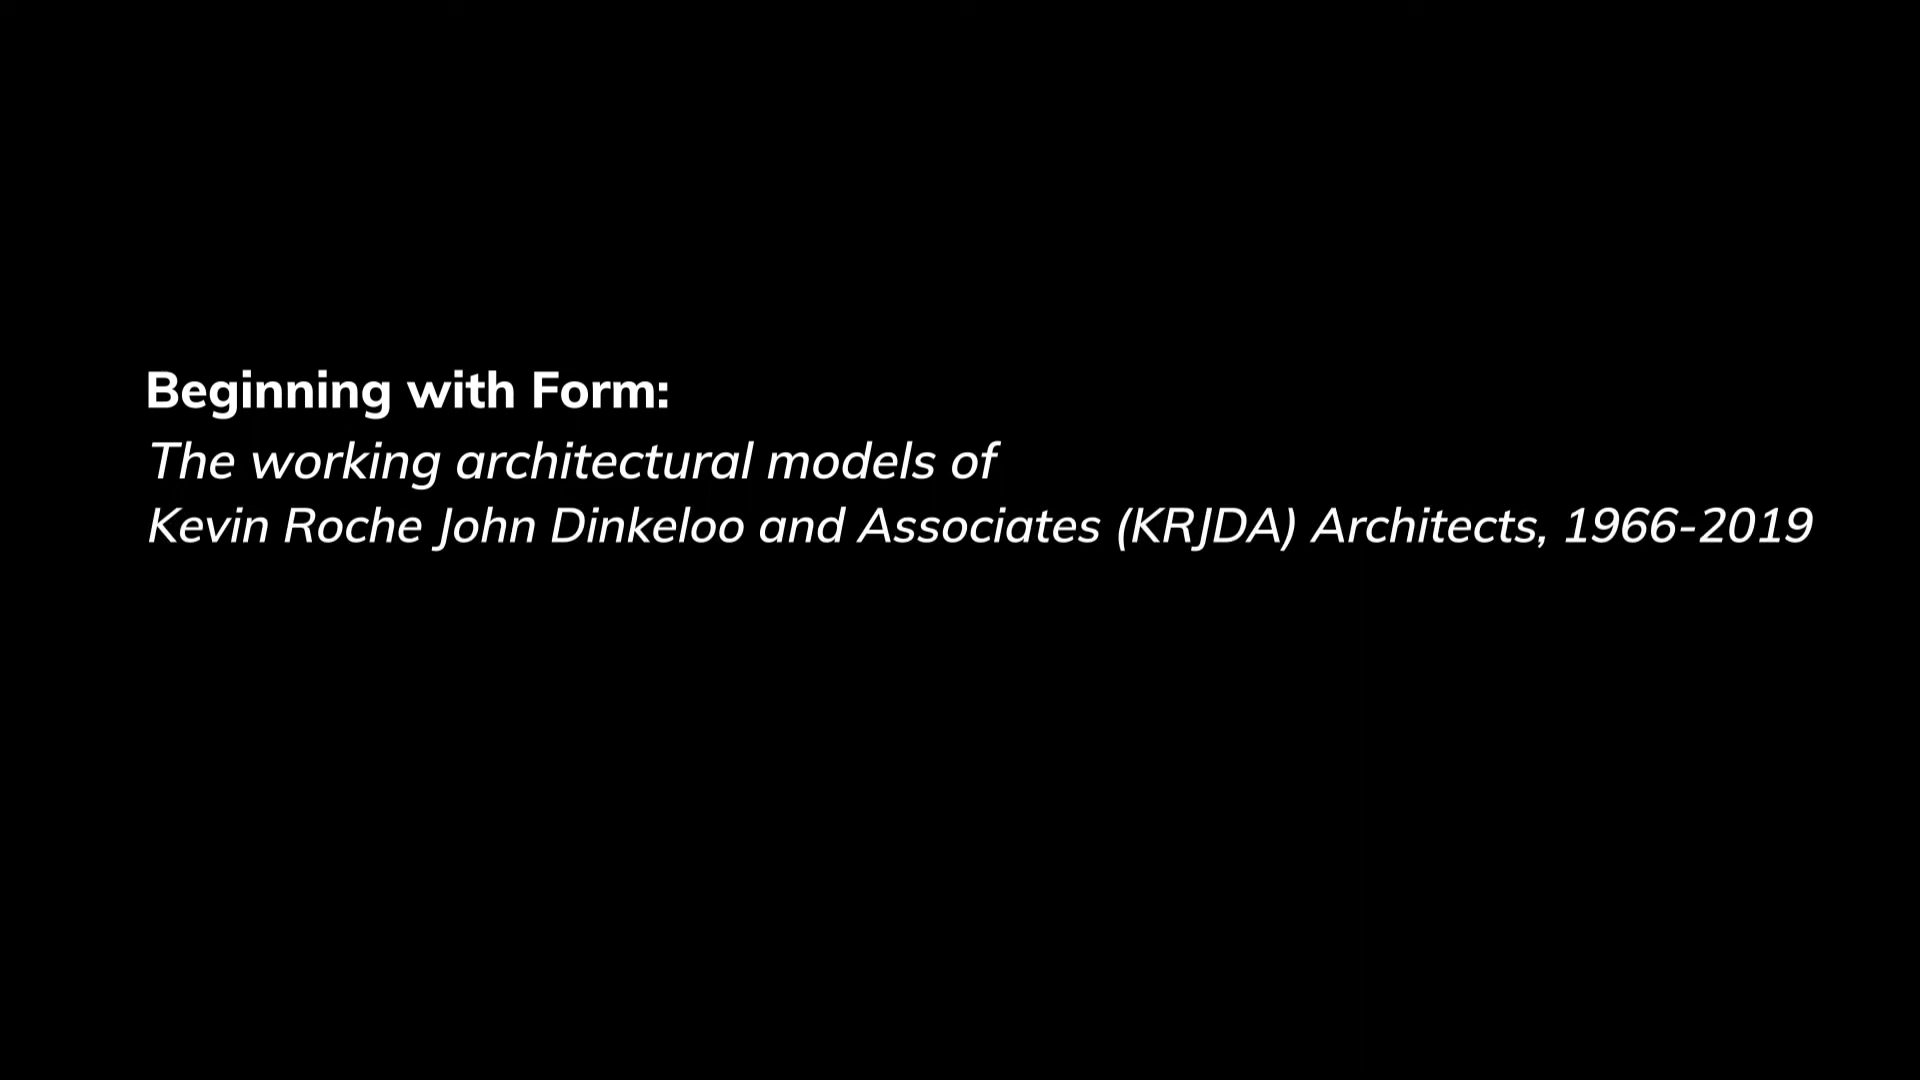 Beginning with Form:
The working architectural models of
Kevin Roche John Dinkeloo and Associates (KRJDA) Architects, 1966-2019